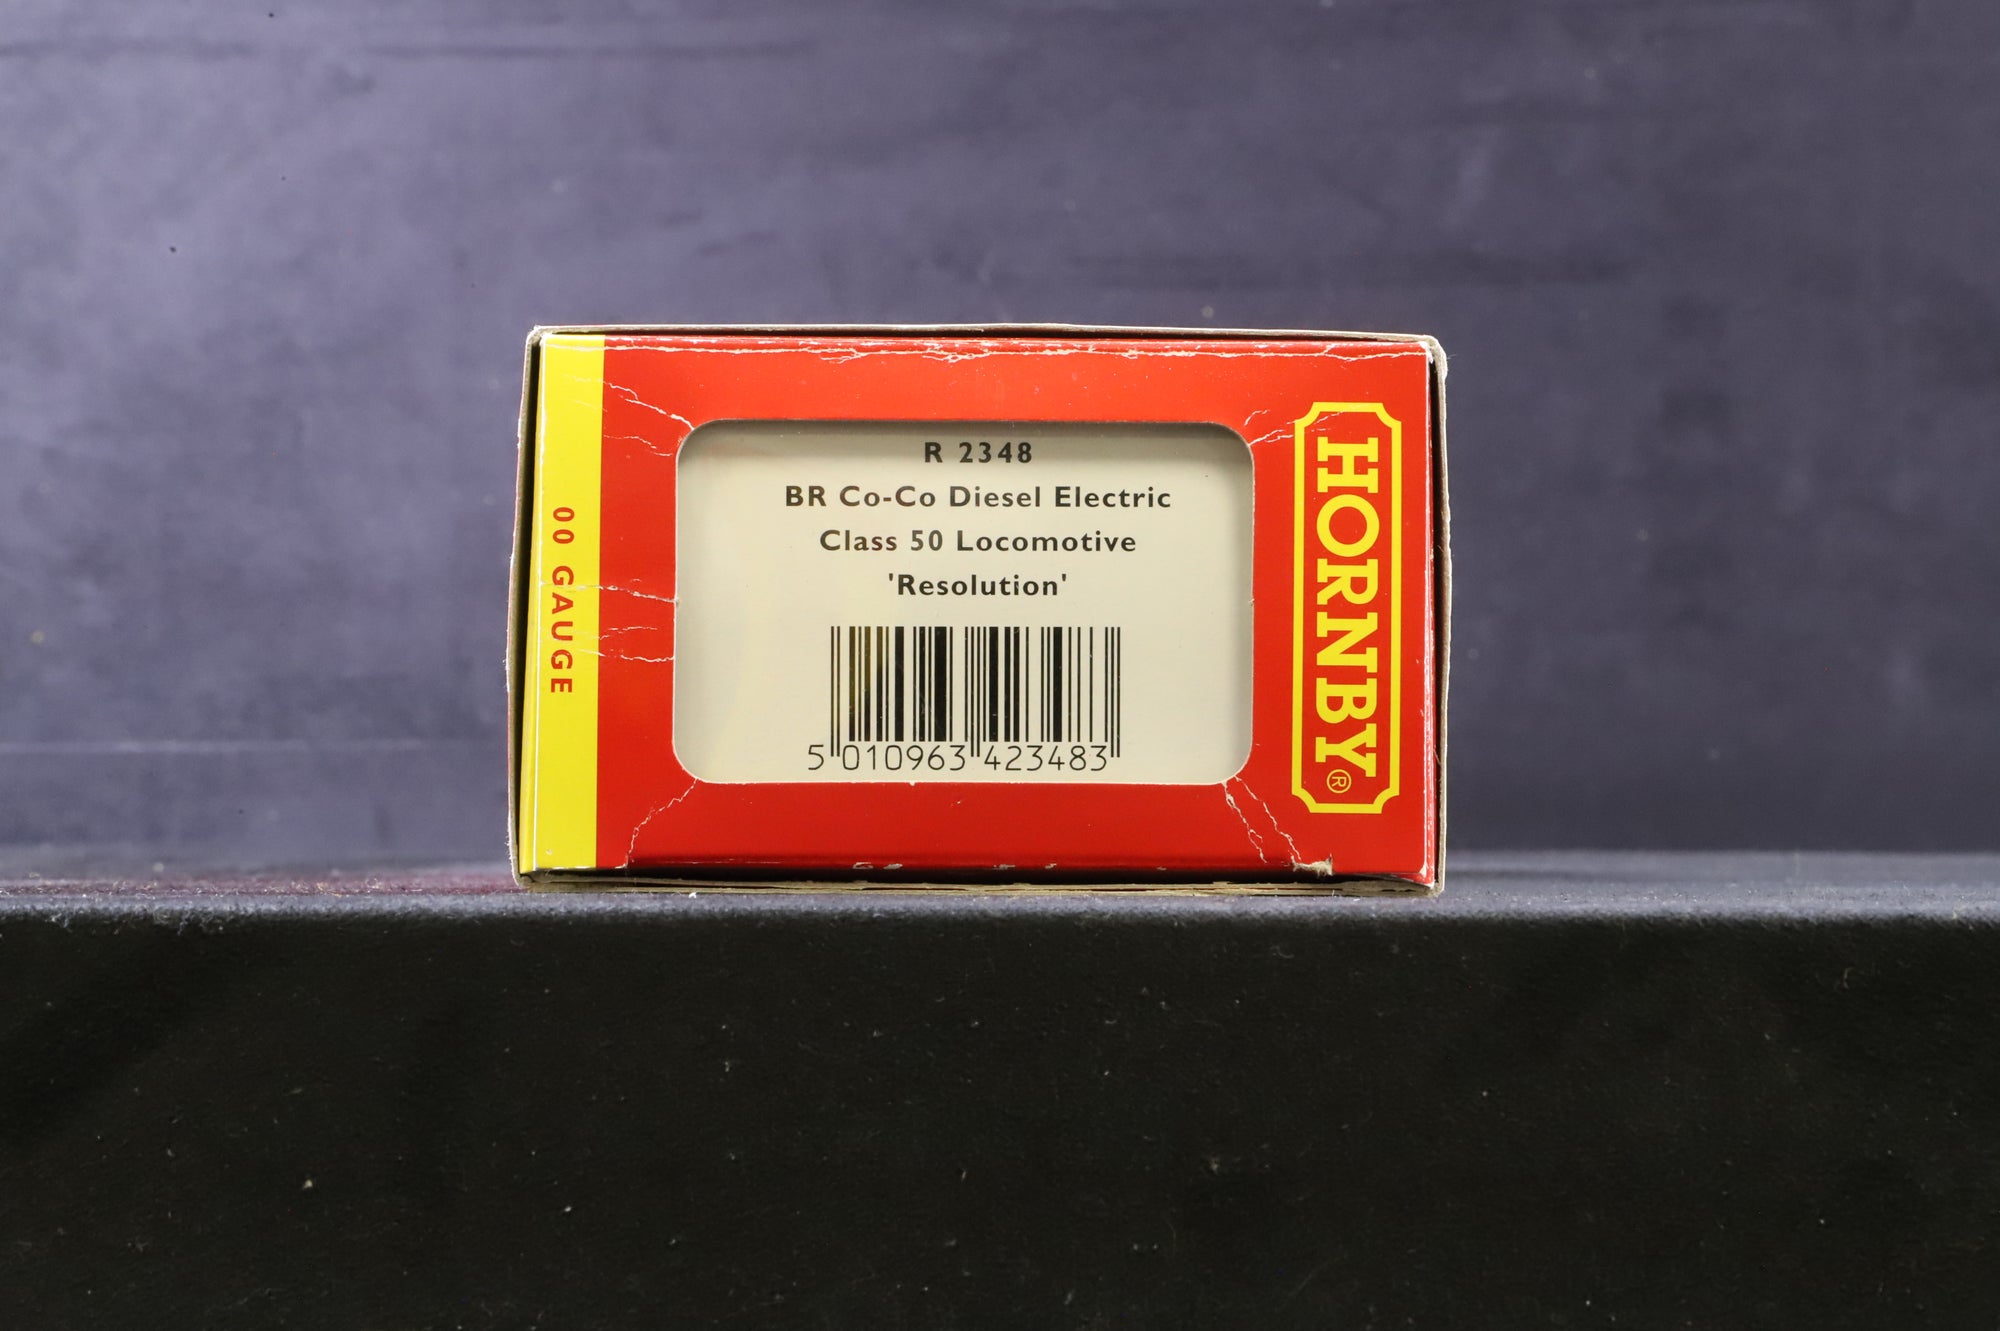 00 GAUGE
R 2348
BR Co-Co Diesel Electric
Class 50 Locomotive
'Resolution'
5 010963 423483
HORNBY®